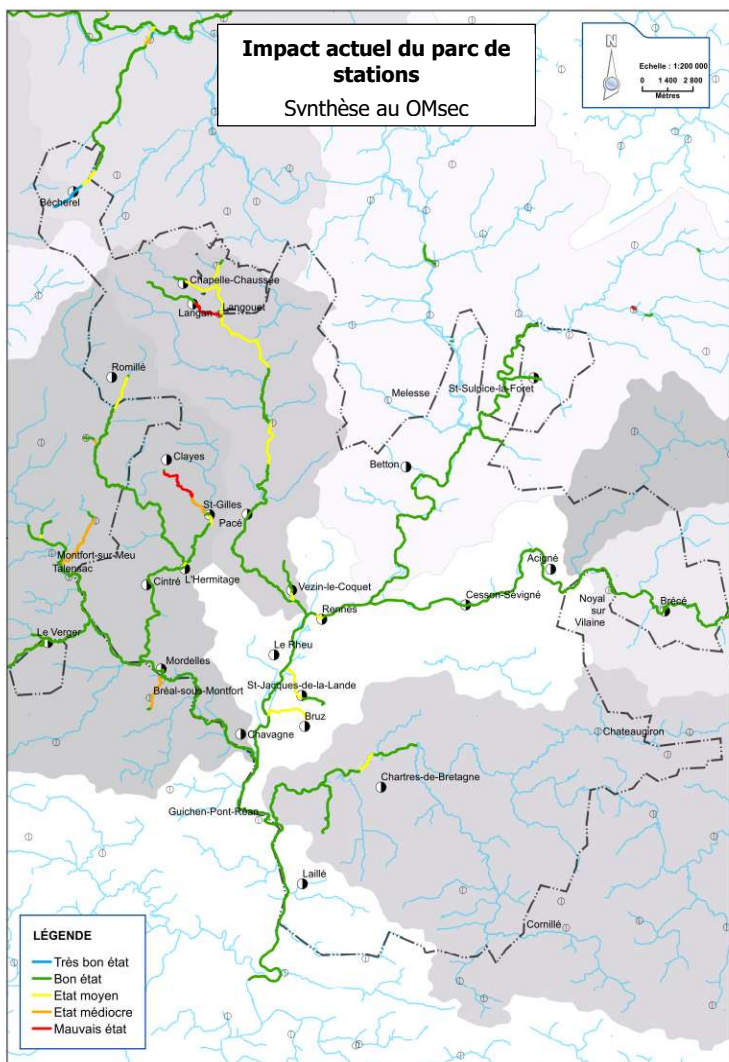 Impact actuel du parc de
stations
Svnthèse au OMsec
N
Echelle : 1:200 000
0 1 400 2 800
Mètres
Bécherel
Chapelle-Chaussée
Langan
Langouet
Romillé
Melesse
St-Sulpice-la-Foret
Clayes
Betton
St-Gilles
Pacé
Montfort-sur-Meu
Talensac
L'Hermitage
Cintré
Vezin-le-Coquet
Acigné
Cesson-Sévigné
Noyal
sur
Vilaine
Brécé
Rennes
Le Verger
Le Rheu
Mordelles
St-Jacques-de-la-Lande
Bréal-sous-Montfort
Bruz
Chavagne
Chateaugiron
Chartres-de-Bretagne
Guichen-Pont-Réan
Laillé
Cornillé
LÉGENDE
Très bon état
Bon état
Etat moyen
Etat médiocre
Mauvais état